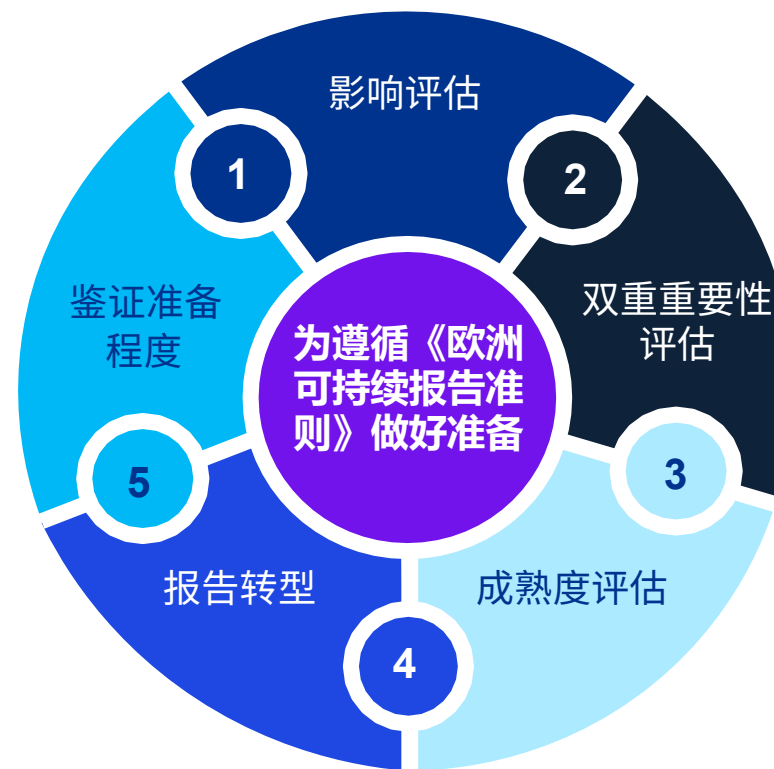 影响评估
1
2
双重重要性
评估
3
成熟度评估
4
报告转型
5
鉴证准备
程度
为遵循《欧洲
可持续报告准
则》做好准备